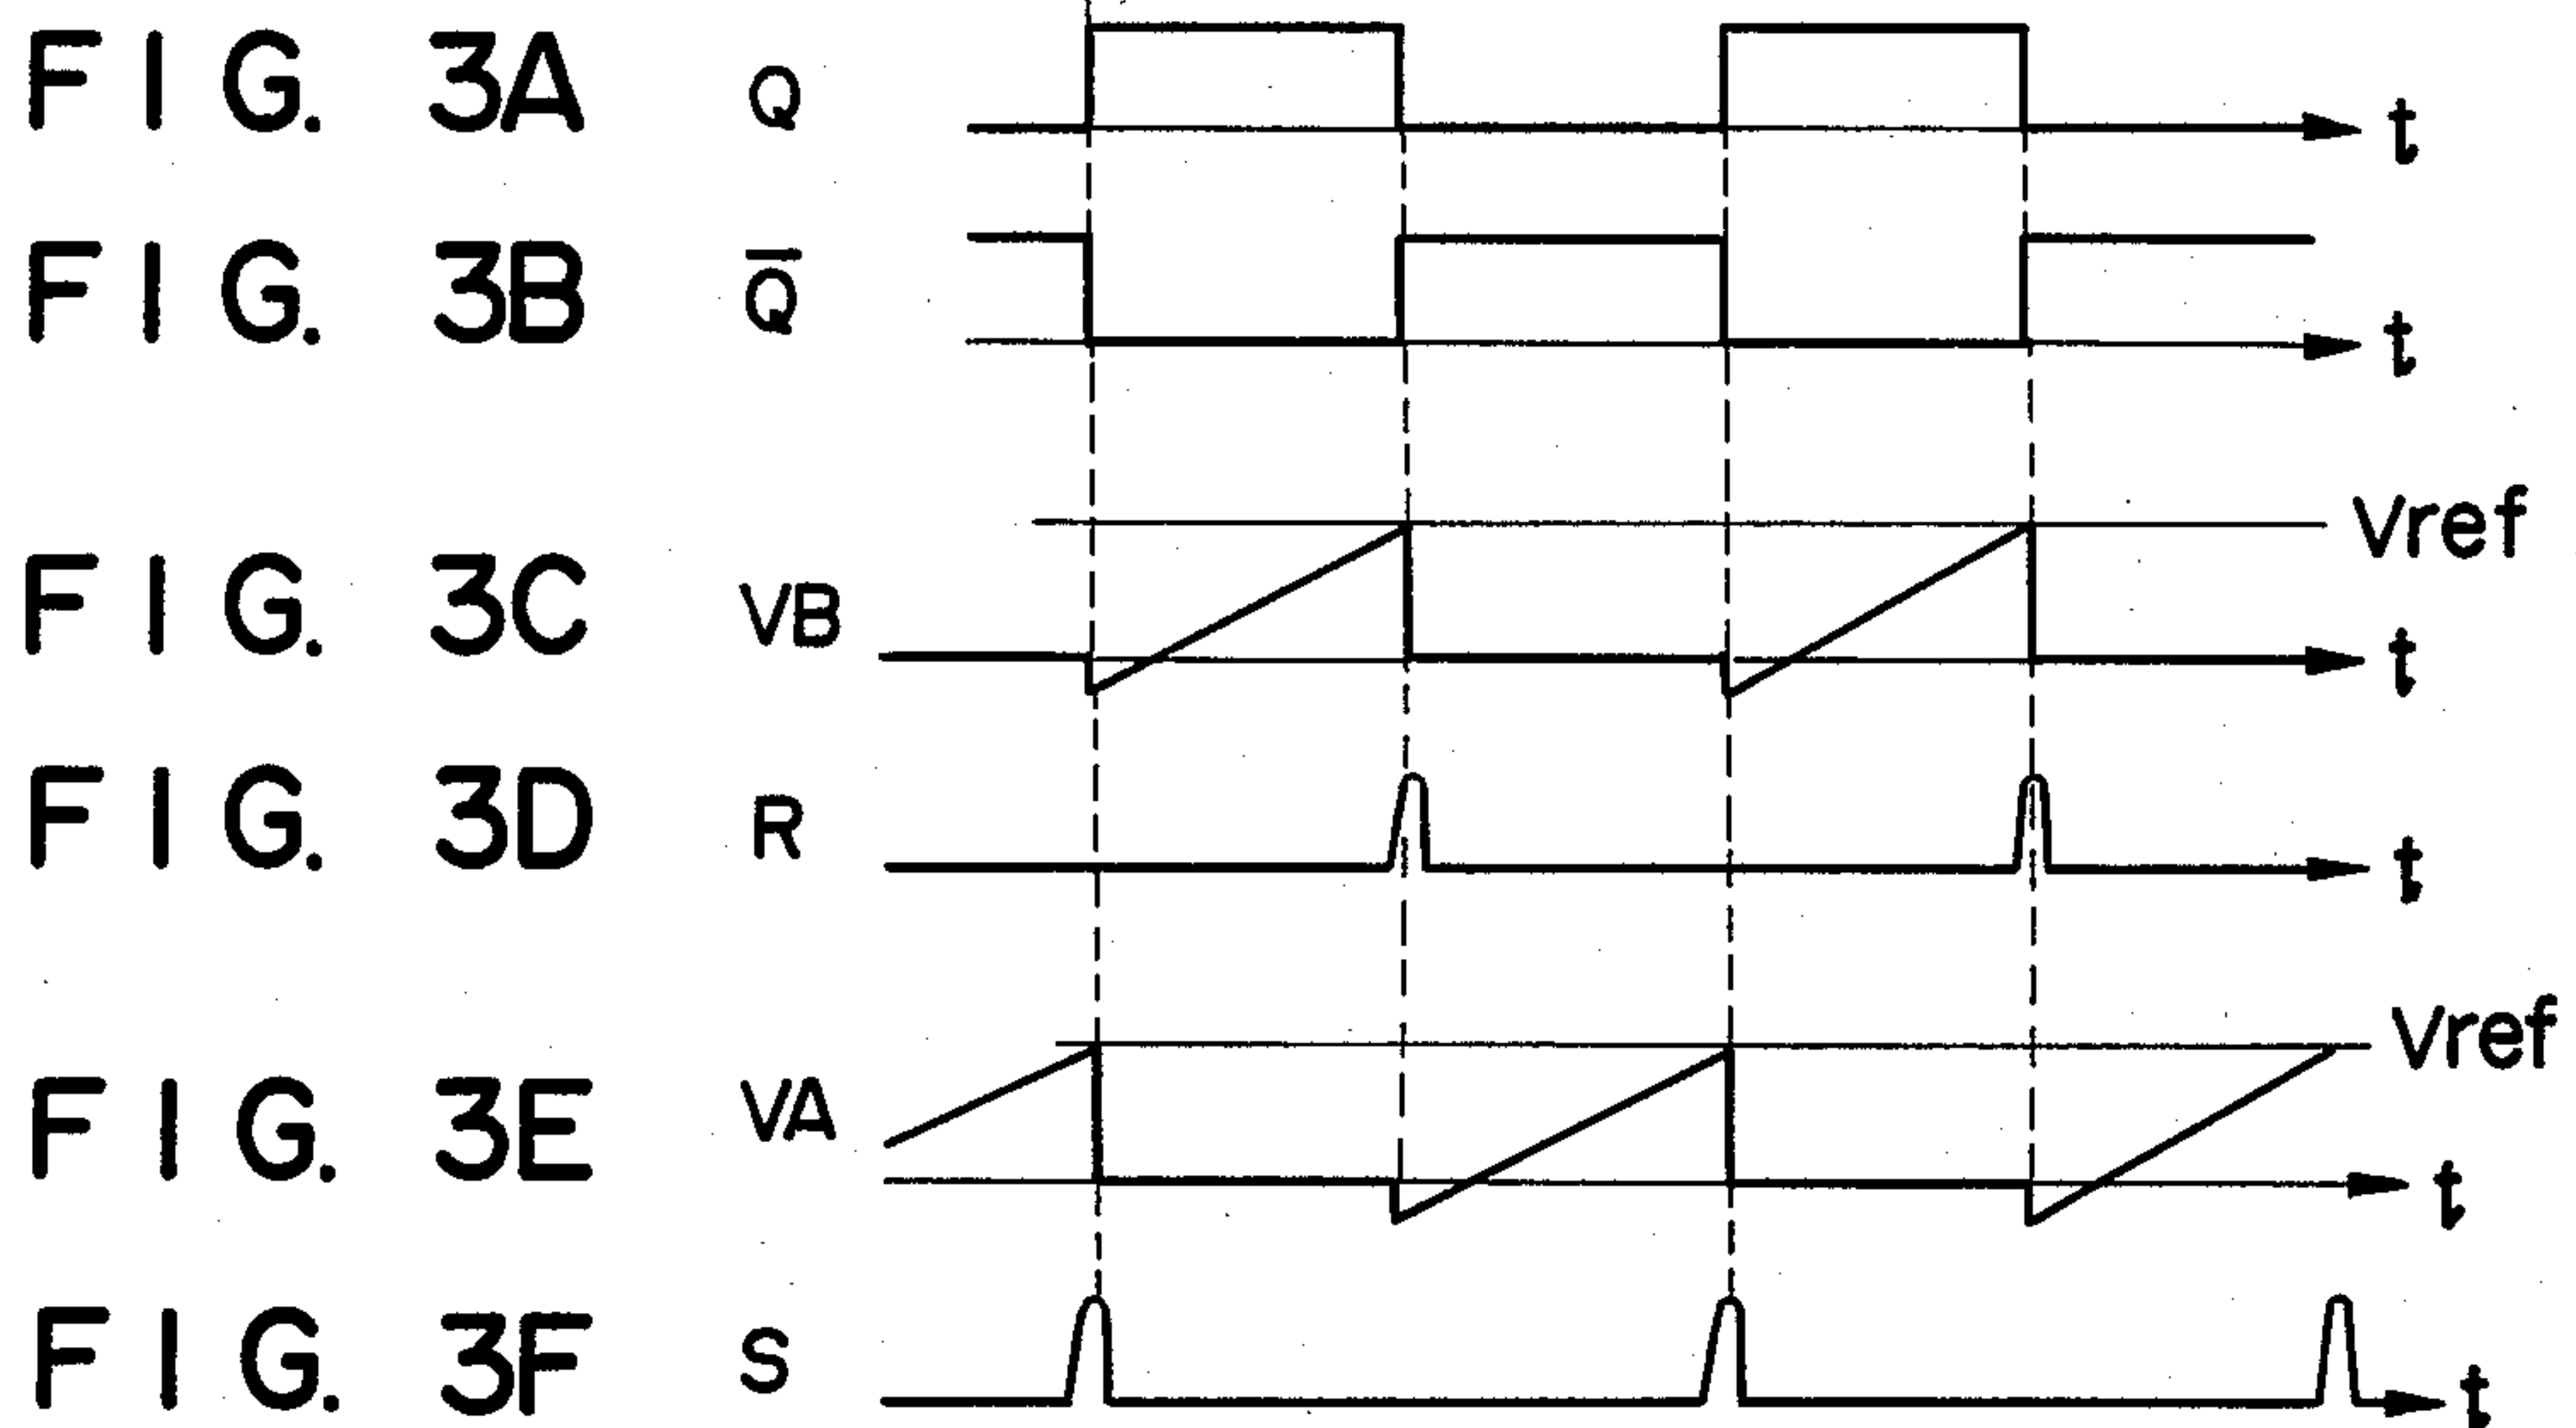 FIG. 3A Q t
FIG. 3B Q̅ t
Vref
FIG. 3C VB t
FIG. 3D R t
Vref
FIG. 3E VA t
FIG. 3F S t